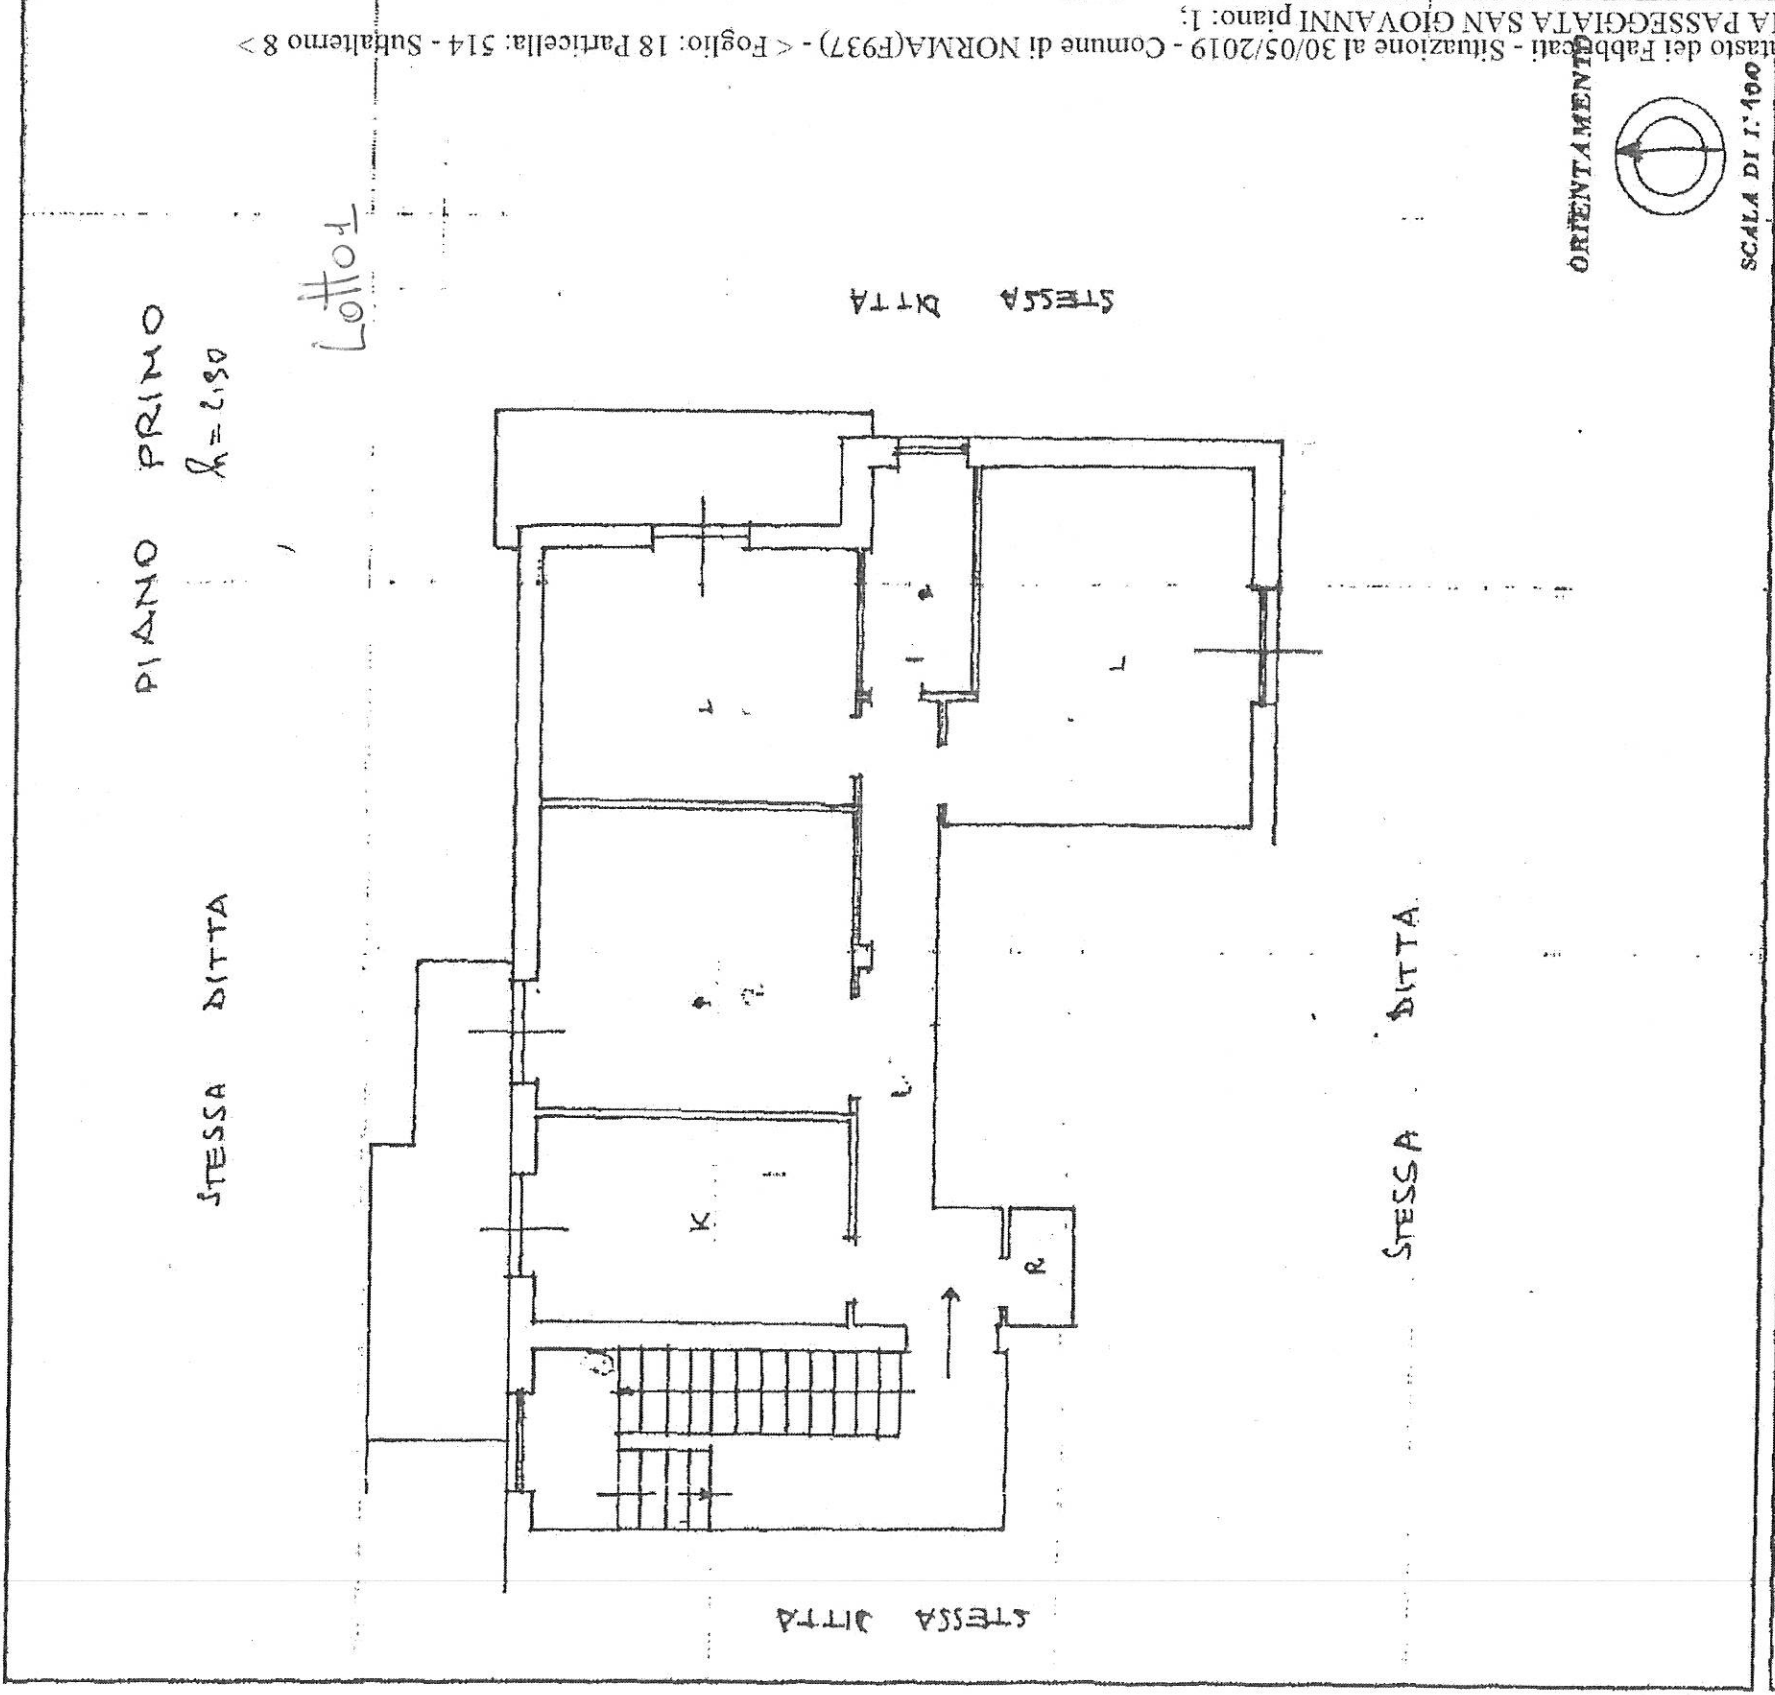 tasto dei Fabbricati - Situazione al 30/05/2019 - Comune di NORMA(F937) - < Foglio: 18 Particella: 514 - Subalterno 8 >
IA PASSEGGIATA SAN GIOVANNI piano: 1;
ORIENTAMENTO
SCALA DI 1:100
PIANO PRIMO
Lotto 1
STESSA DITTA
STESSA DITTA
STESSA DITTA
STESSA DITTA
L
L
K
R